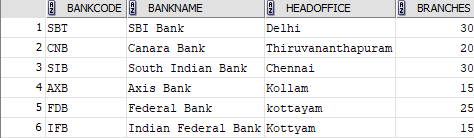 BANKCODE BANKNAME HEADOFFICE BRANCHES
1 SBT SBI Bank Delhi 30
2 CNB Canara Bank Thiruvananthapuram 20
3 SIB South Indian Bank Chennai 30
4 AXB Axis Bank Kollam 15
5 FDB Federal Bank kottayam 25
6 IFB Indian Federal Bank Kottyam 15